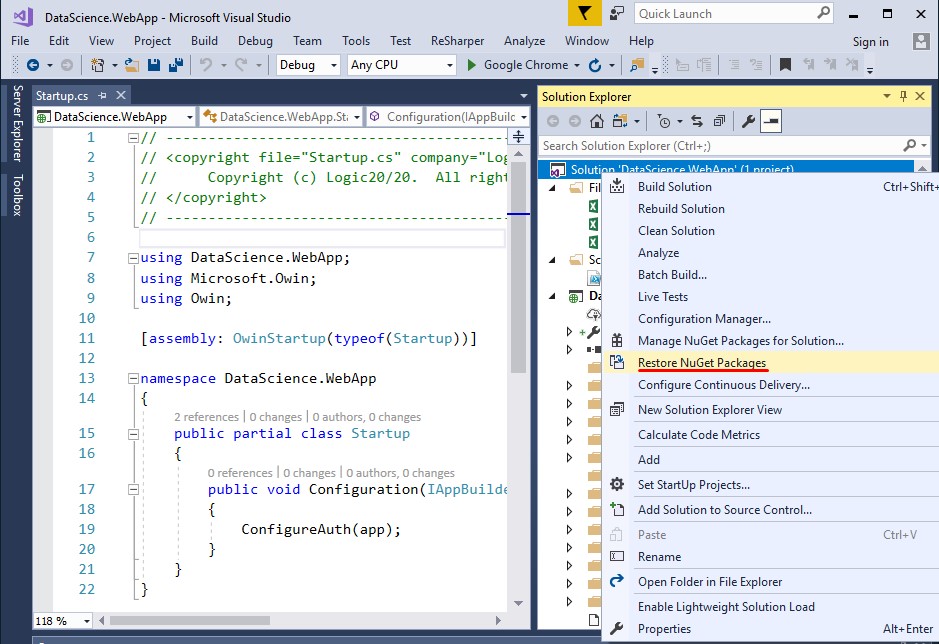 DataScience.WebApp - Microsoft Visual Studio
Quick Launch
File Edit View Project Build Debug Team Tools Test ReSharper Analyze Window Help Sign in
Debug Any CPU Google Chrome
Server Explorer
Toolbox
Startup.cs
DataScience.WebApp DataScience.WebApp.Sta Configuration(IAppBuilc
1 // ----------------------------------------
2 // <copyright file="Startup.cs" company="Log
3 //     Copyright (c) Logic20/20.  All right
4 // </copyright>
5 // ----------------------------------------
6
7 using DataScience.WebApp;
8 using Microsoft.Owin;
9 using Owin;
10
11 [assembly: OwinStartup(typeof(Startup))]
12
13 namespace DataScience.WebApp
14 {
2 references | 0 changes | 0 authors, 0 changes
15 public partial class Startup
16 {
0 references | 0 changes | 0 authors, 0 changes
17 public void Configuration(IAppBuilde
18 {
19 ConfigureAuth(app);
20 }
21 }
22 }
118 %
Solution Explorer
Search Solution Explorer (Ctrl+;)
Solution 'DataScience.WebApp' (1 project)
Fil
Sc
Da
Build Solution Ctrl+Shift+
Rebuild Solution
Clean Solution
Analyze
Batch Build...
Live Tests
Configuration Manager...
Manage NuGet Packages for Solution...
Restore NuGet Packages
Configure Continuous Delivery...
New Solution Explorer View
Calculate Code Metrics
Add
Set StartUp Projects...
Add Solution to Source Control...
Paste Ctrl+V
Rename
Open Folder in File Explorer
Enable Lightweight Solution Load
Properties Alt+Enter